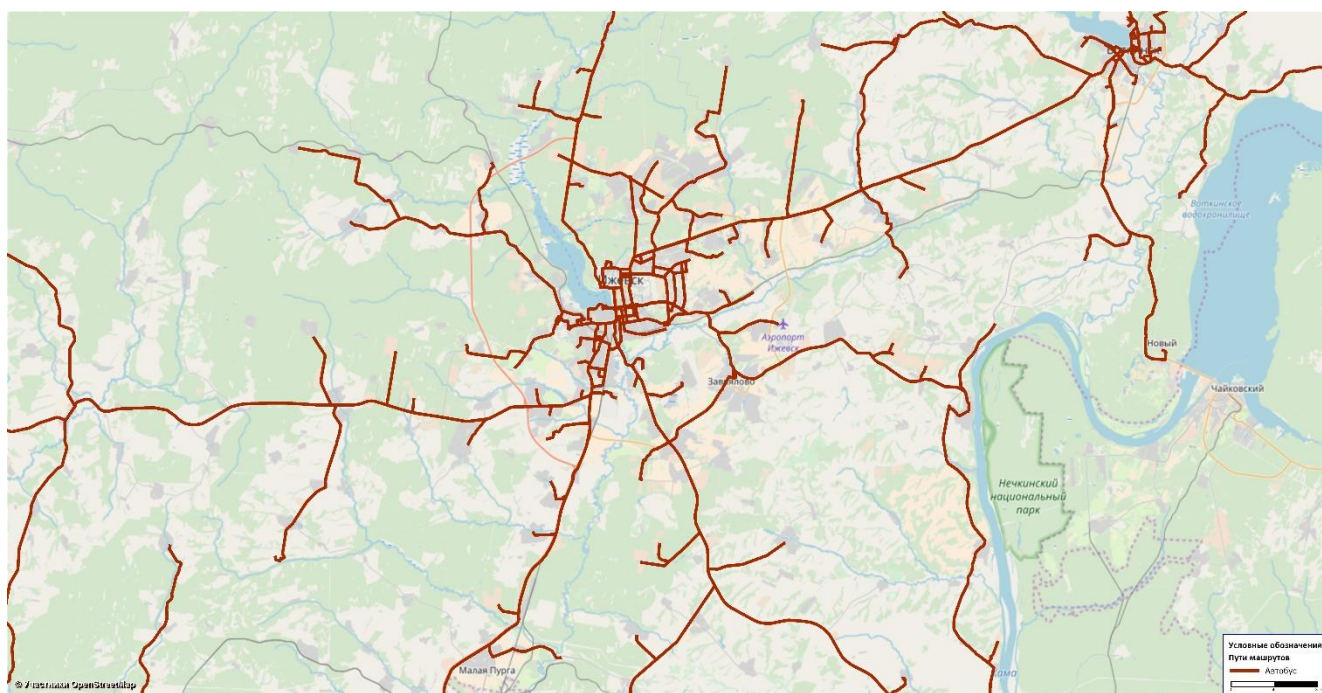 Ижевск
Воткинское
водохранилище
Аэропорт
Ижевск
Новый
Завьялово
Чайковский
Нечкинский
национальный
парк
Малая Пурга
Кама
Условные обозначения
Пути машрутов
Автобус
© Участники OpenStreetMap